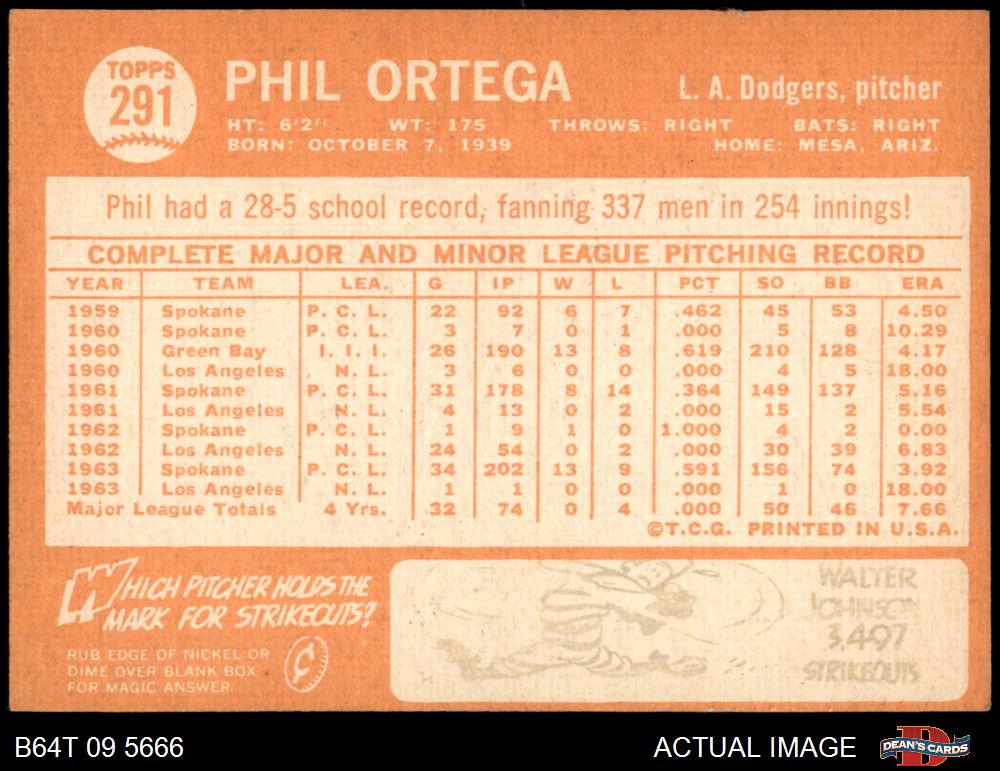 TOPPS
291
PHIL ORTEGA
L. A. Dodgers, pitcher
HT: 6'2" WT: 175 THROWS: RIGHT BATS: RIGHT
BORN: OCTOBER 7, 1939 HOME: MESA, ARIZ.
Phil had a 28-5 school record, fanning 337 men in 254 innings!
COMPLETE MAJOR AND MINOR LEAGUE PITCHING RECORD
YEAR TEAM LEA. G IP W L PCT SO BB ERA
1959 Spokane P. C. L. 22 92 6 7 .462 45 53 4.50
1960 Spokane P. C. L. 3 7 0 1 .000 5 8 10.29
1960 Green Bay I. I. I. 26 190 13 8 .619 210 128 4.17
1960 Los Angeles N. L. 3 6 0 0 .000 4 5 18.00
1961 Spokane P. C. L. 31 178 8 14 .364 149 137 5.16
1961 Los Angeles N. L. 4 13 0 2 .000 15 2 5.54
1962 Spokane P. C. L. 1 9 1 0 1.000 4 2 0.00
1962 Los Angeles N. L. 24 54 0 2 .000 30 39 6.83
1963 Spokane P. C. L. 34 202 13 9 .591 156 74 3.92
1963 Los Angeles N. L. 1 1 0 0 .000 1 0 18.00
Major League Totals 4 Yrs. 32 74 0 4 .000 50 46 7.66
©T.C.G. PRINTED IN U.S.A.
WHICH PITCHER HOLDS THE
MARK FOR STRIKEOUTS?
RUB EDGE OF NICKEL OR
DIME OVER BLANK BOX
FOR MAGIC ANSWER
¢
WALTER
JOHNSON
3,497
STRIKEOUTS
B64T 09 5666
ACTUAL IMAGE
DEAN'S CARDS